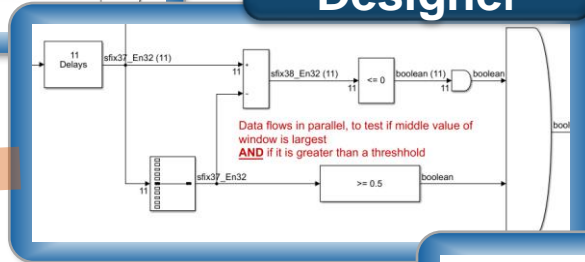 Designer
11
Delays
sfix37_En32 (11)
11
+
−
sfix38_En32 (11)
11
<= 0
boolean (11)
11
boolean
bool
Data flows in parallel, to test if middle value of
window is largest
AND if it is greater than a threshhold
11
sfix37_En32
>= 0.5
boolean